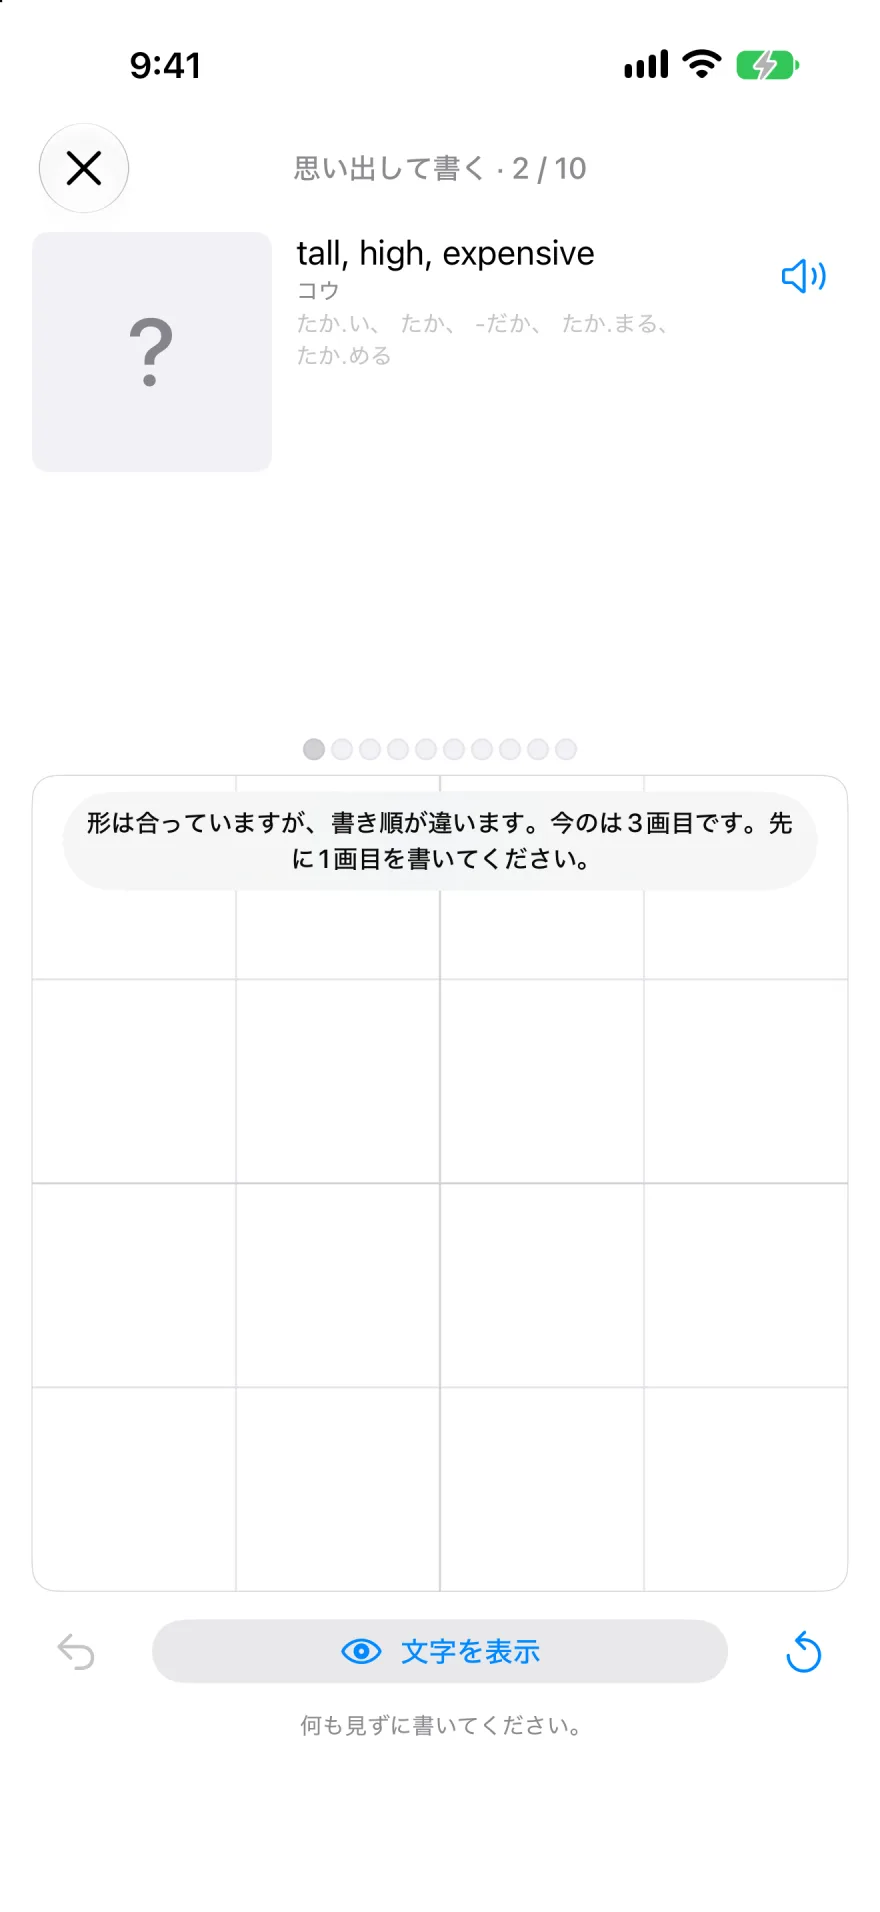 9:41
思い出して書く · 2 / 10
?
tall, high, expensive
コウ
たか.い、 たか、 -だか、 たか.まる、
たか.める
形は合っていますが、書き順が違います。今のは3画目です。先
に1画目を書いてください。
文字を表示
何も見ずに書いてください。